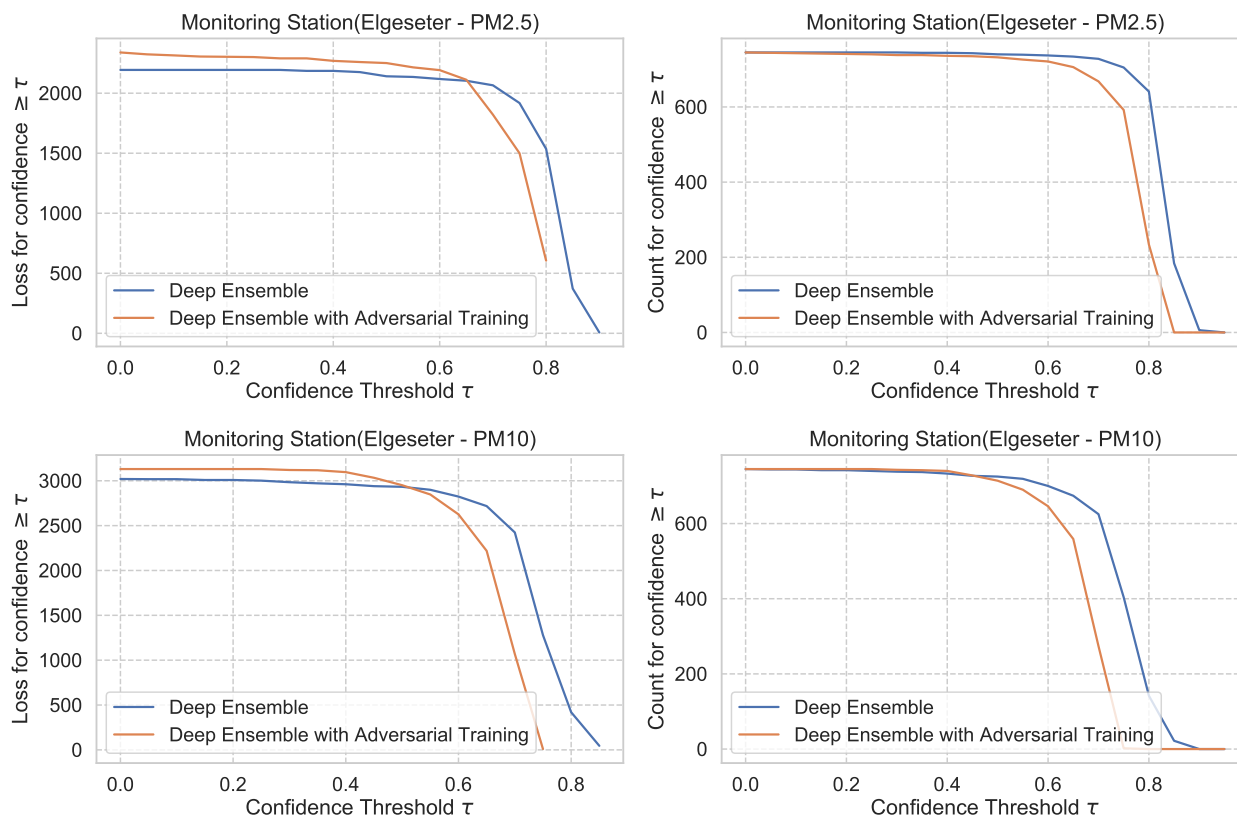 Monitoring Station(Elgeseter - PM2.5)
Loss for confidence ≥ τ
2000
1500
1000
500
0
Deep Ensemble
Deep Ensemble with Adversarial Training
0.0 0.2 0.4 0.6 0.8
Confidence Threshold τ
Monitoring Station(Elgeseter - PM2.5)
Count for confidence ≥ τ
600
400
200
0
Deep Ensemble
Deep Ensemble with Adversarial Training
0.0 0.2 0.4 0.6 0.8
Confidence Threshold τ
Monitoring Station(Elgeseter - PM10)
Loss for confidence ≥ τ
3000
2500
2000
1500
1000
500
0
Deep Ensemble
Deep Ensemble with Adversarial Training
0.0 0.2 0.4 0.6 0.8
Confidence Threshold τ
Monitoring Station(Elgeseter - PM10)
Count for confidence ≥ τ
600
400
200
0
Deep Ensemble
Deep Ensemble with Adversarial Training
0.0 0.2 0.4 0.6 0.8
Confidence Threshold τ